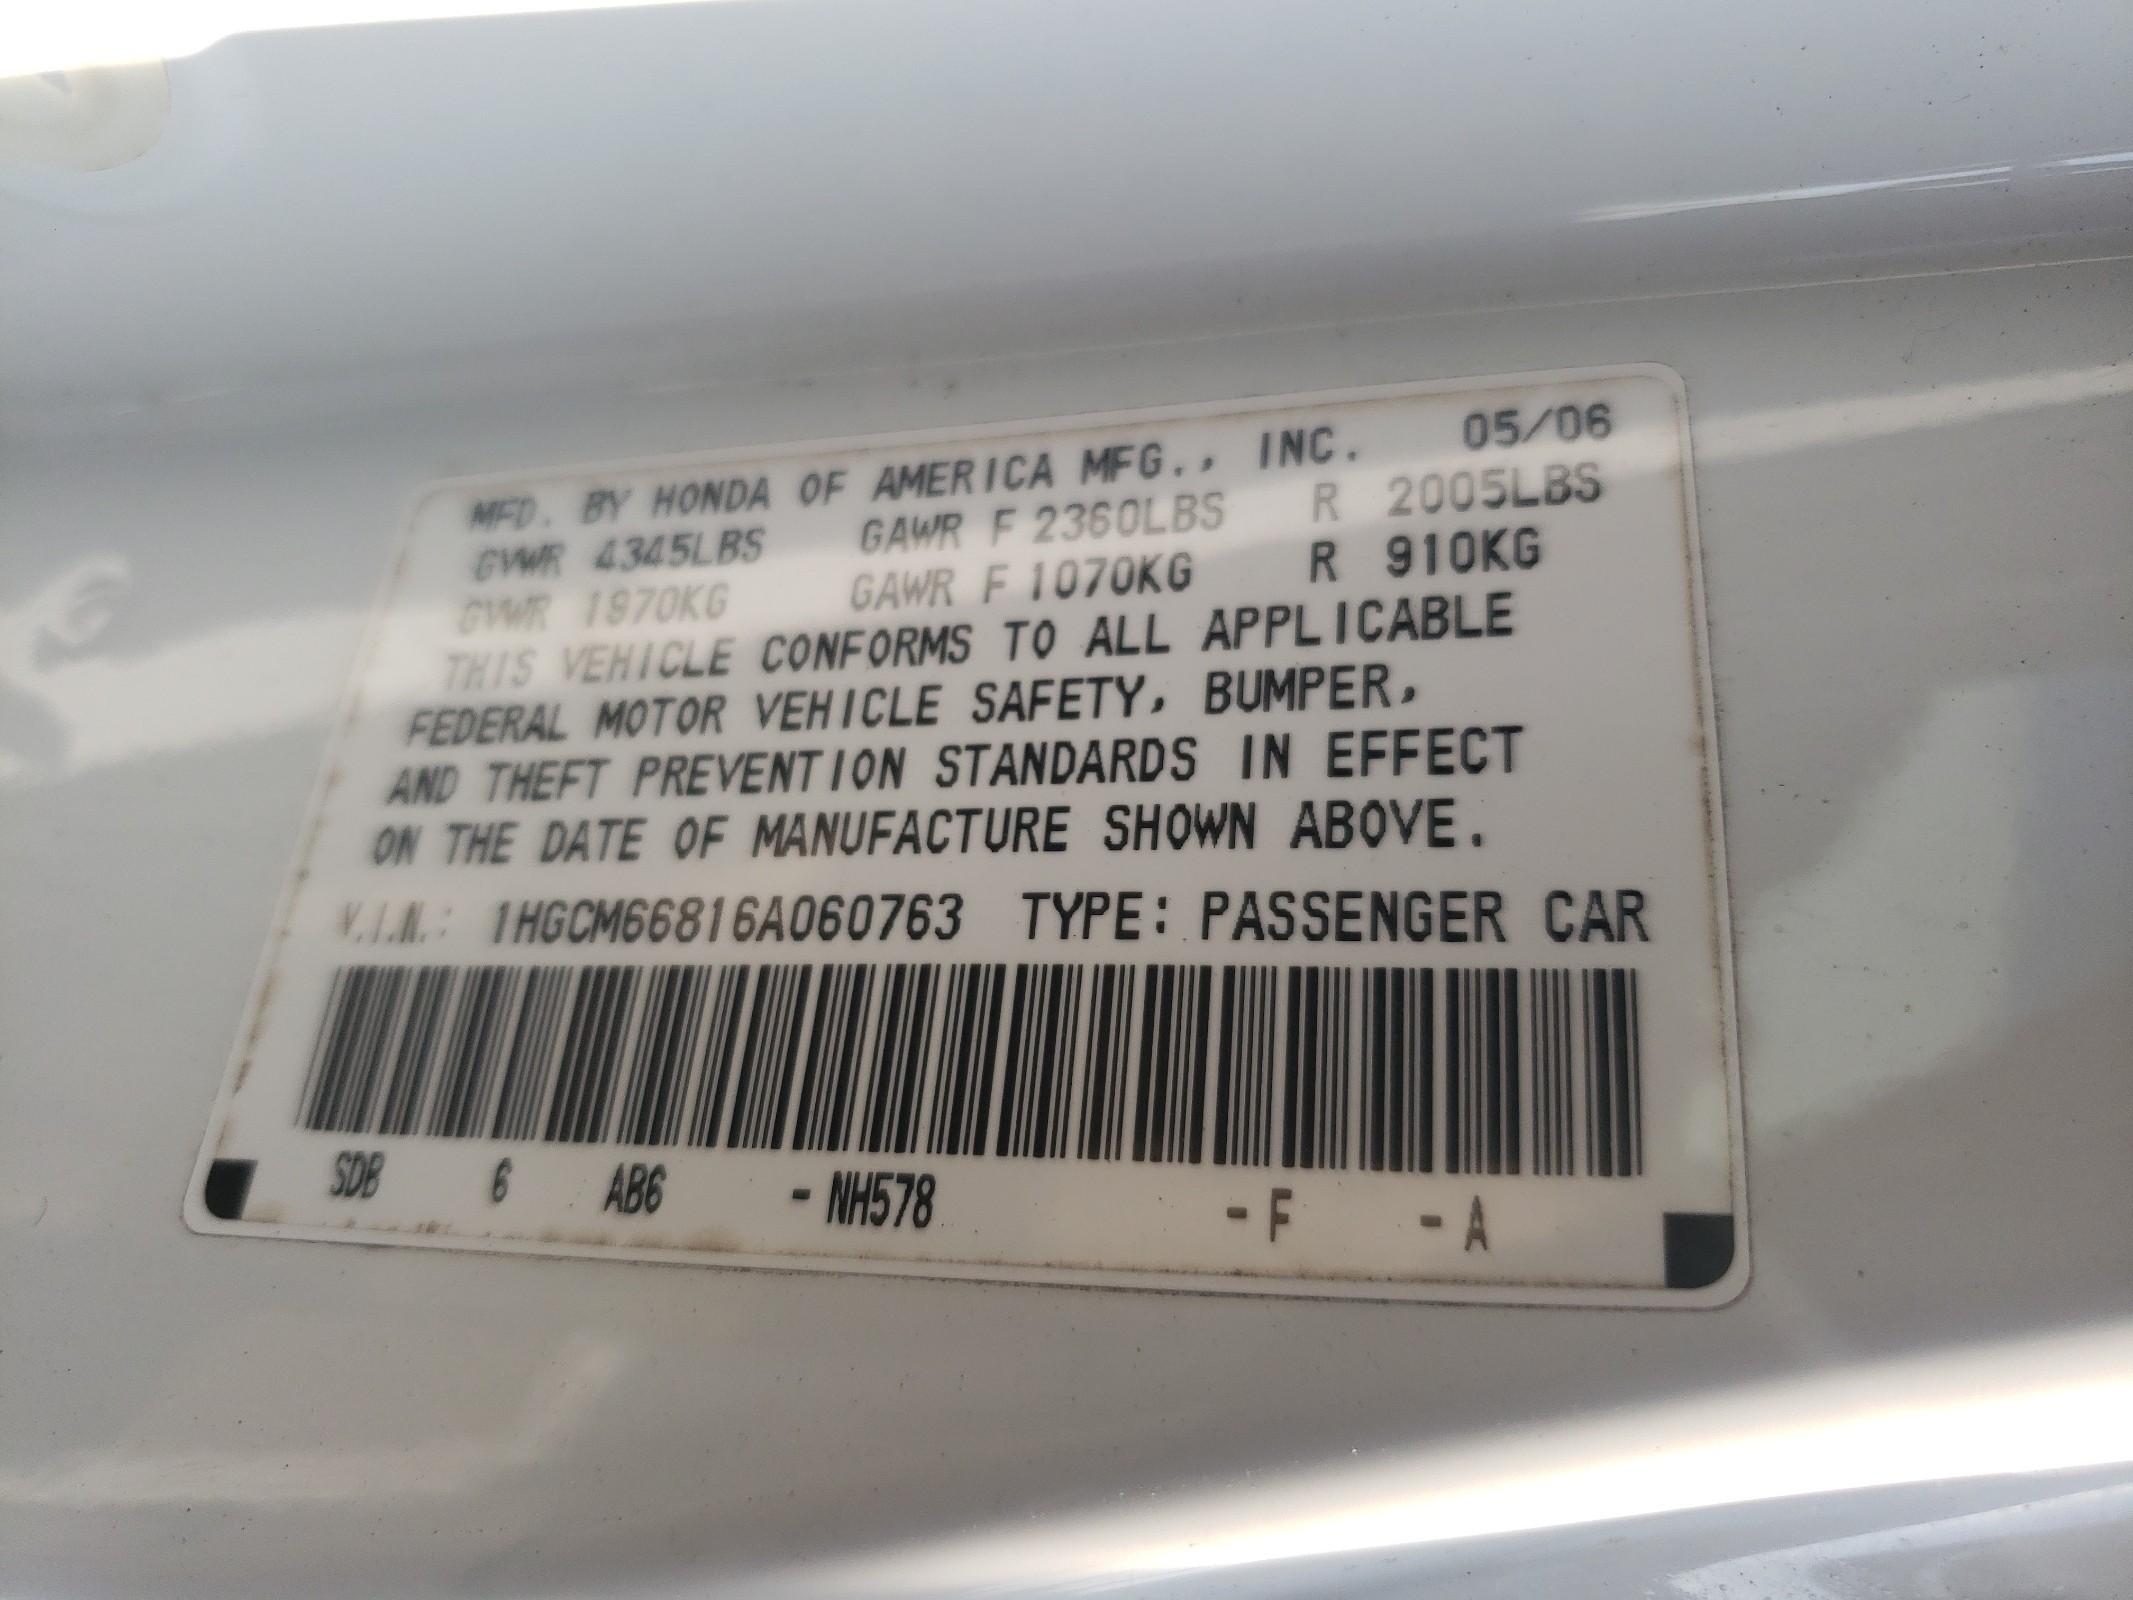 MFD. BY HONDA OF AMERICA MFG., INC. 05/06
GVWR 4345LBS GAWR F 2360LBS R 2005LBS
GVWR 1970KG GAWR F 1070KG R 910KG
THIS VEHICLE CONFORMS TO ALL APPLICABLE
FEDERAL MOTOR VEHICLE SAFETY, BUMPER,
AND THEFT PREVENTION STANDARDS IN EFFECT
ON THE DATE OF MANUFACTURE SHOWN ABOVE.
V.I.N.: 1HGCM66816A060763 TYPE: PASSENGER CAR
SDB 6 AB6 - NH578 - F - A